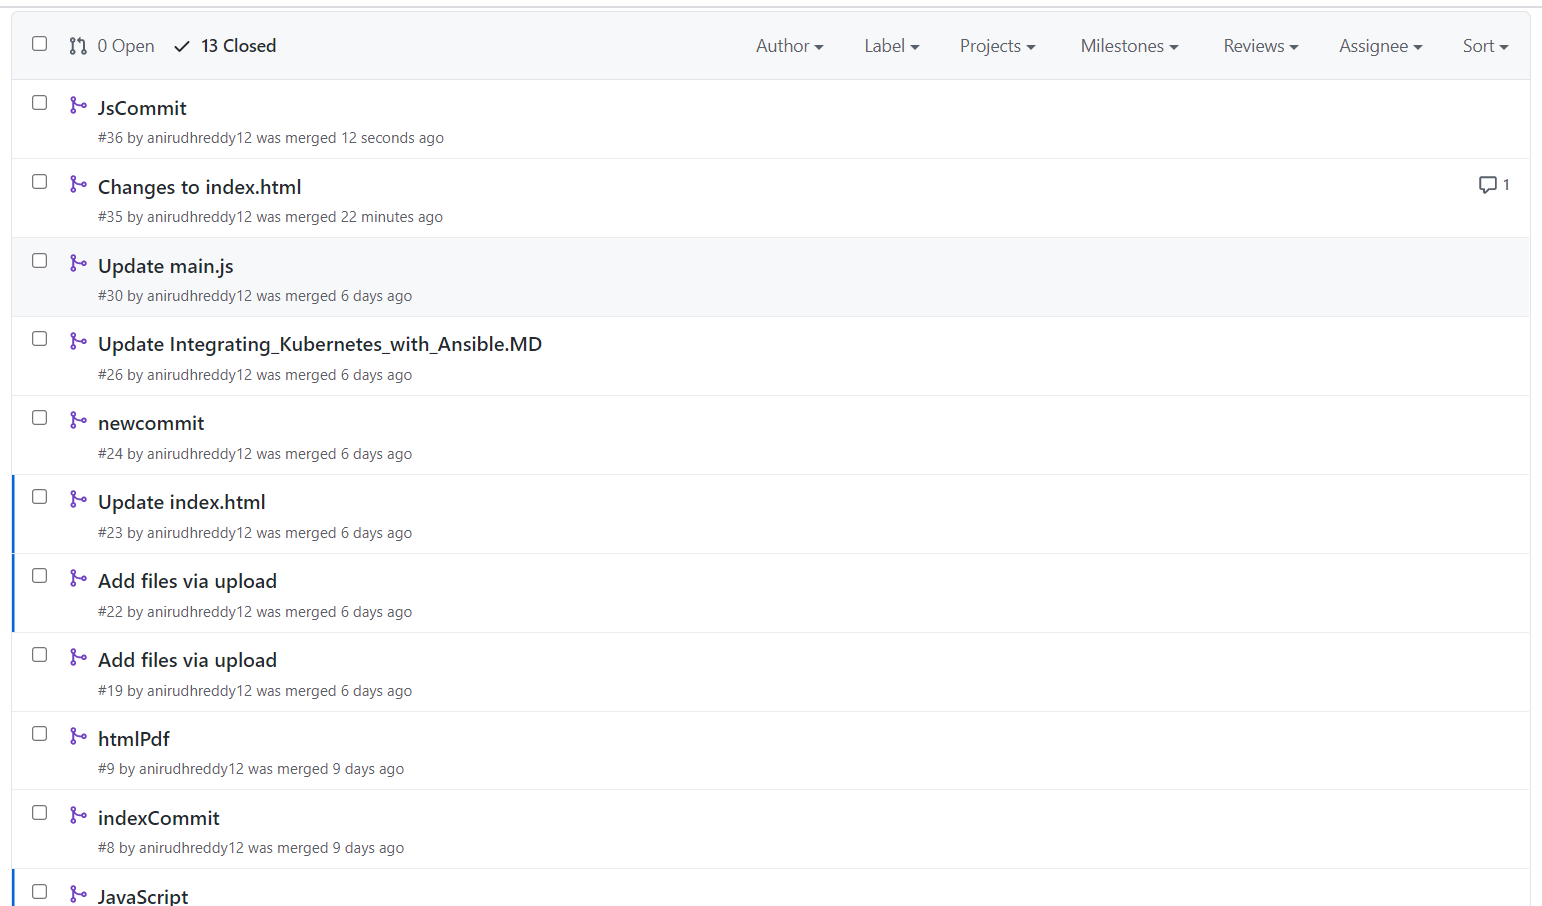 0 Open 13 Closed Author Label Projects Milestones Reviews Assignee Sort
JsCommit
#36 by anirudhreddy12 was merged 12 seconds ago
Changes to index.html 1
#35 by anirudhreddy12 was merged 22 minutes ago
Update main.js
#30 by anirudhreddy12 was merged 6 days ago
Update Integrating_Kubernetes_with_Ansible.MD
#26 by anirudhreddy12 was merged 6 days ago
newcommit
#24 by anirudhreddy12 was merged 6 days ago
Update index.html
#23 by anirudhreddy12 was merged 6 days ago
Add files via upload
#22 by anirudhreddy12 was merged 6 days ago
Add files via upload
#19 by anirudhreddy12 was merged 6 days ago
htmlPdf
#9 by anirudhreddy12 was merged 9 days ago
indexCommit
#8 by anirudhreddy12 was merged 9 days ago
JavaScript